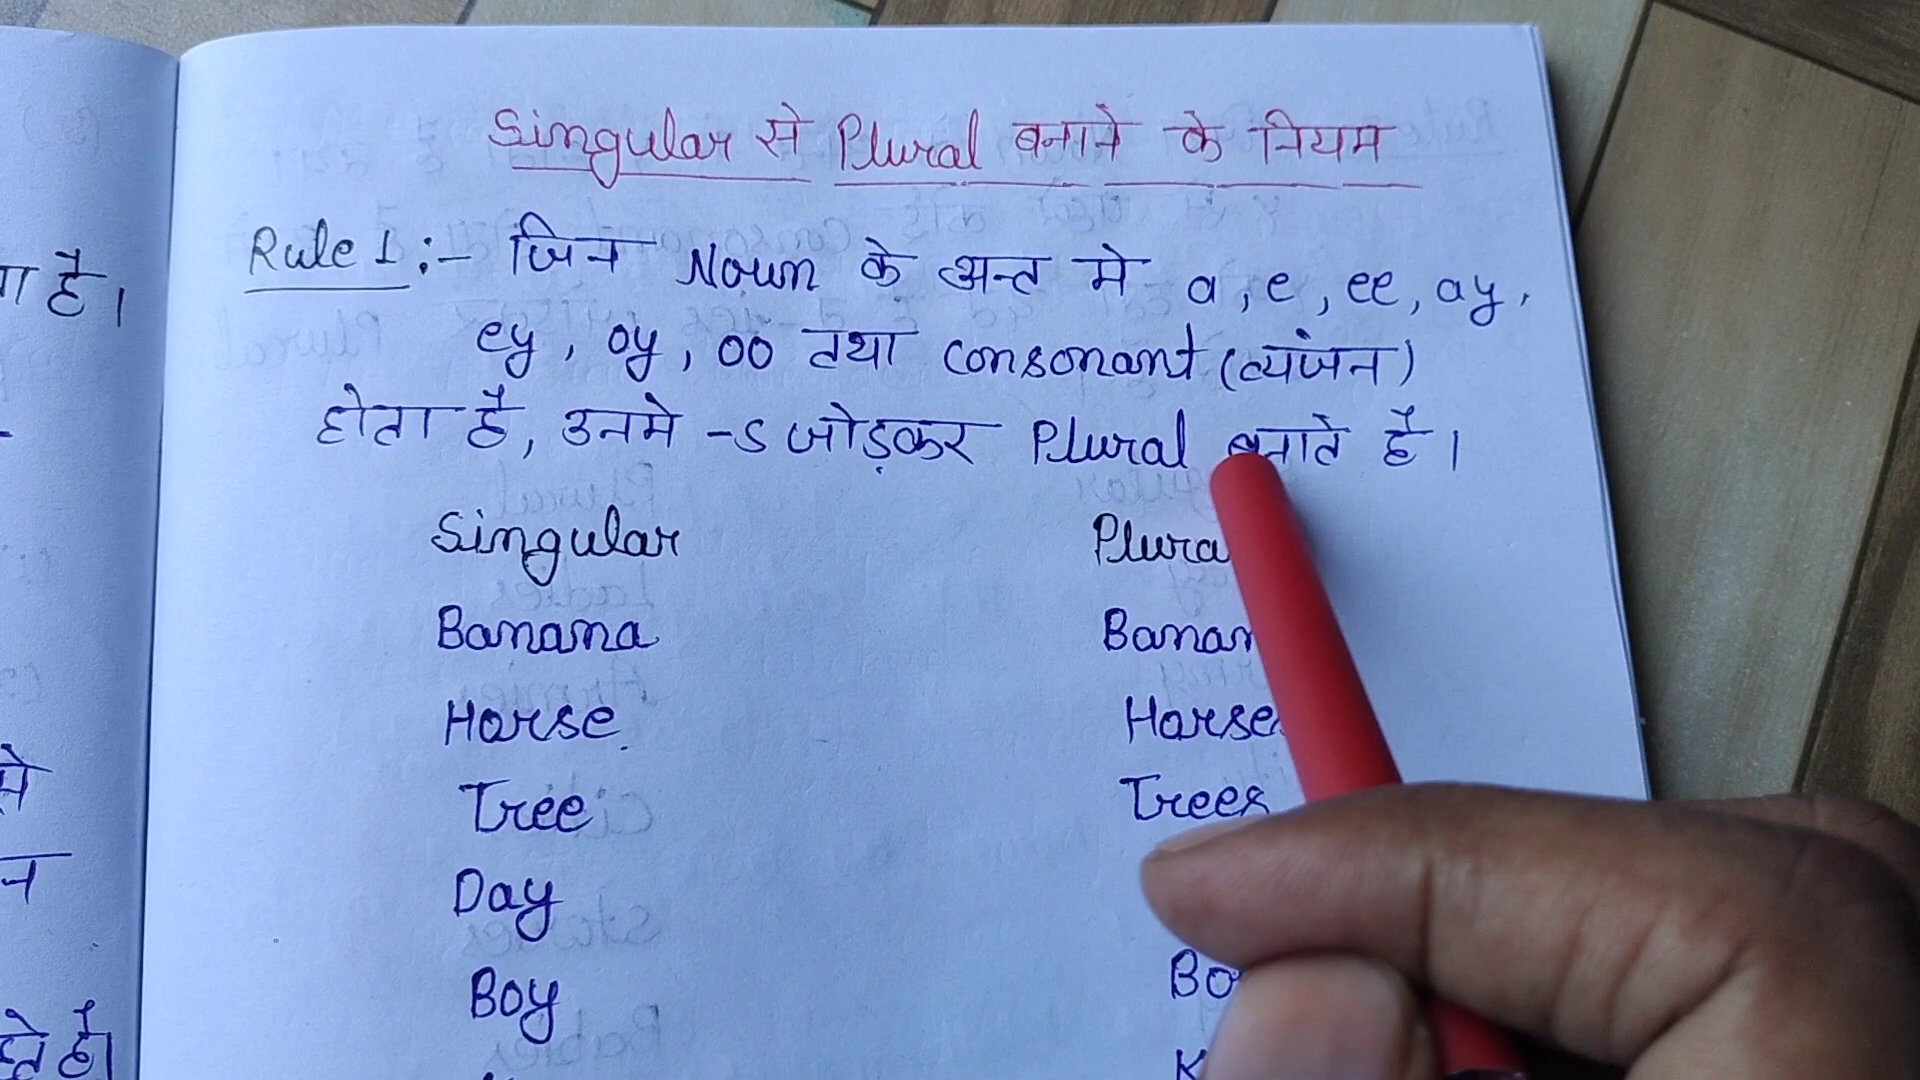 Singular से Plural बनाने के नियम
Rule 1 :- जिन Noun के अन्त मे a, e, ee, ay,
ey, oy, oo तथा Consonant (व्यंजन)
होता है, उनमे -s जोड़कर Plural बनाते है।
Singular Plura
Banana Banan
Horse Horse
Tree Trees
Day
Boy Bo
K
ा है।
से
न
होते है।